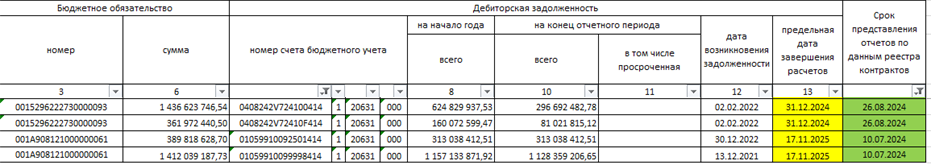 Бюджетное обязательство Дебиторская задолженность Срок представления отчетов по данным реестра контрактов
номер сумма номер счета бюджетного учета на начало года на конец отчетного периода дата возникновения задолженности предельная дата завершения расчетов
всего всего в том числе просроченная
3 6 7 8 10 11 12 13
0015296222730000093 1 436 623 746,54 0408242V724100414 1 20631 000 624 829 937,53 296 692 482,78 02.02.2022 31.12.2024 26.08.2024
0015296222730000093 361 972 440,50 0408242V72410F414 1 20631 000 160 072 599,47 81 021 815,12 02.02.2022 31.12.2024 26.08.2024
001A908121000000061 389 818 628,70 01059910092501414 1 20631 000 313 038 412,51 313 038 412,51 30.12.2022 17.11.2025 10.07.2024
001A908121000000061 1 412 039 187,73 01059910099998414 1 20631 000 1 157 133 871,92 1 128 359 206,65 13.12.2021 17.11.2025 10.07.2024